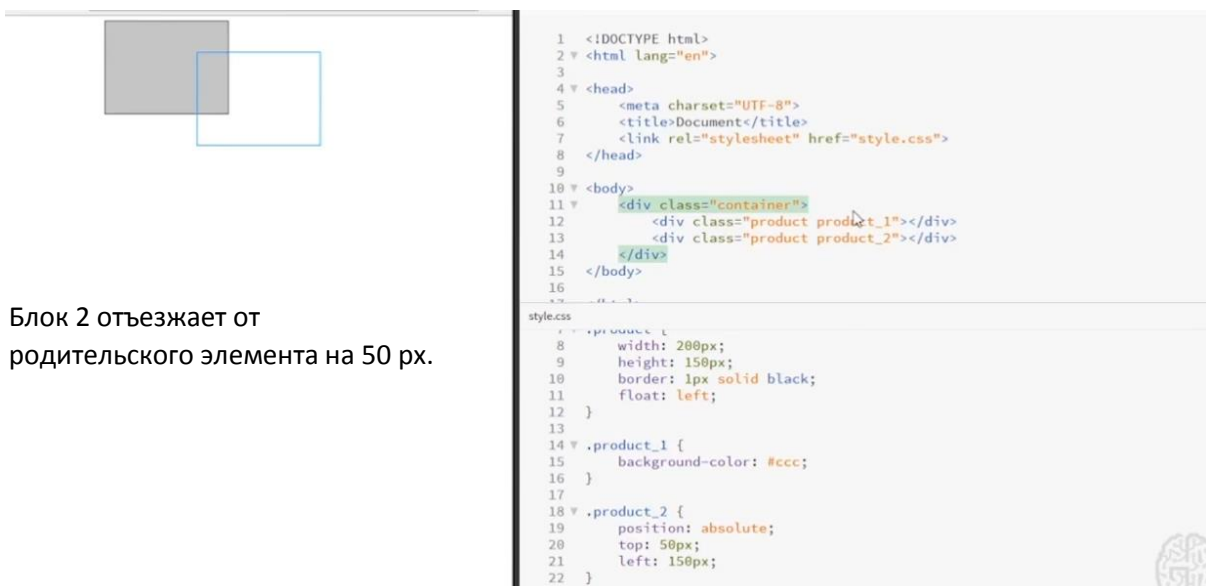 1 <!DOCTYPE html>
2 <html lang="en">
3
4 <head>
5 <meta charset="UTF-8">
6 <title>Document</title>
7 <link rel="stylesheet" href="style.css">
8 </head>
9
10 <body>
11 <div class="container">
12 <div class="product product_1"></div>
13 <div class="product product_2"></div>
14 </div>
15 </body>
16
Блок 2 отъезжает от
родительского элемента на 50 px.
style.css
7 .product {
8 width: 200px;
9 height: 150px;
10 border: 1px solid black;
11 float: left;
12 }
13
14 .product_1 {
15 background-color: #ccc;
16 }
17
18 .product_2 {
19 position: absolute;
20 top: 50px;
21 left: 150px;
22 }